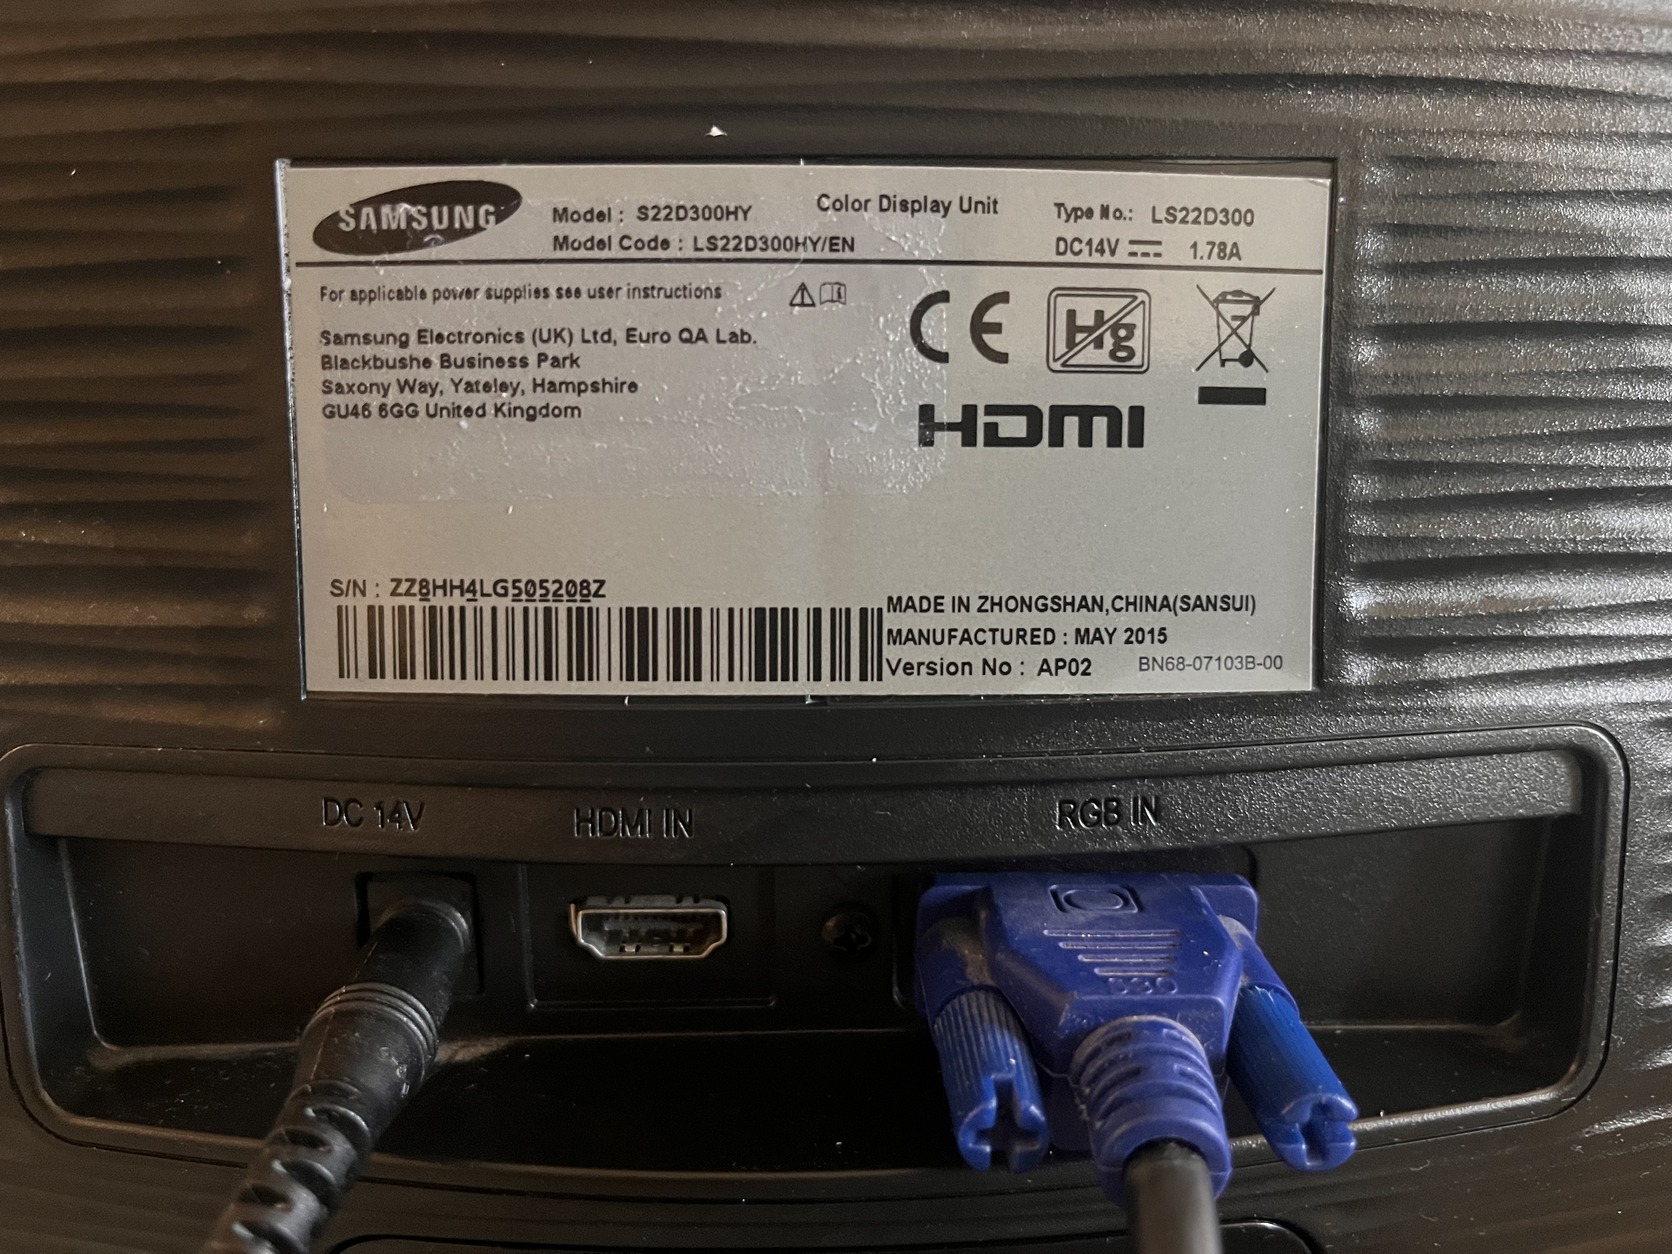 SAMSUNG
Model : S22D300HY
Color Display Unit
Type No.: LS22D300
Model Code : LS22D300HY/EN
DC14V 1.78A
For applicable power supplies see user instructions
Samsung Electronics (UK) Ltd, Euro QA Lab.
Blackbushe Business Park
Saxony Way, Yateley, Hampshire
GU46 6GG United Kingdom
CE
Hg
HDMI
S/N : ZZ8HH4LG505208Z
MADE IN ZHONGSHAN,CHINA(SANSUI)
MANUFACTURED : MAY 2015
Version No : AP02
BN68-07103B-00
DC 14V
HDMI IN
RGB IN